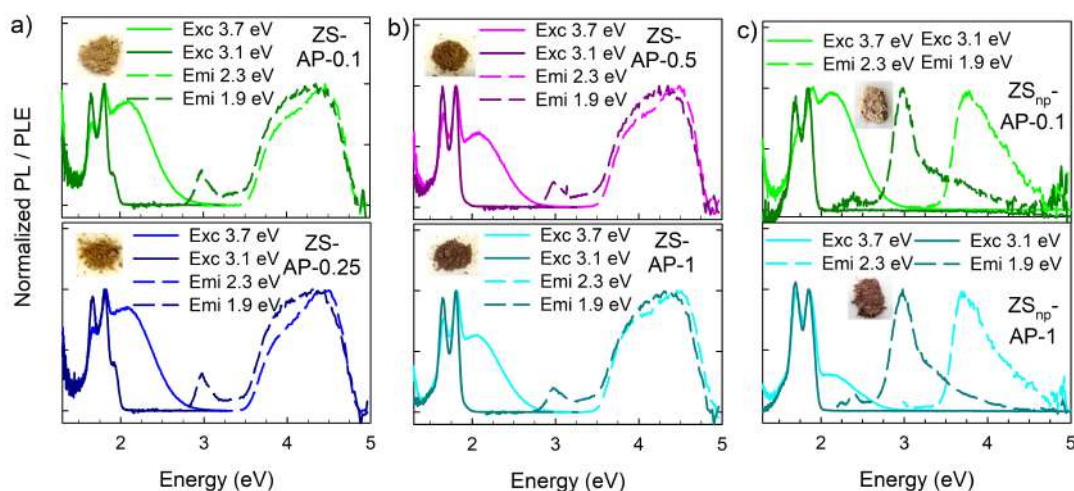 a)
Exc 3.7 eV
Exc 3.1 eV
Emi 2.3 eV
Emi 1.9 eV
ZS-
AP-0.1
Exc 3.7 eV
Exc 3.1 eV
Emi 2.3 eV
Emi 1.9 eV
ZS-
AP-0.25
Normalized PL / PLE
2 3 4 5
Energy (eV)
b)
Exc 3.7 eV
Exc 3.1 eV
Emi 2.3 eV
Emi 1.9 eV
ZS-
AP-0.5
Exc 3.7 eV
Exc 3.1 eV
Emi 2.3 eV
Emi 1.9 eV
ZS-
AP-1
2 3 4 5
Energy (eV)
c)
Exc 3.7 eV Exc 3.1 eV
Emi 2.3 eV Emi 1.9 eV
ZSnp-
AP-0.1
Exc 3.7 eV Exc 3.1 eV
Emi 2.3 eV Emi 1.9 eV
ZSnp-
AP-1
2 3 4 5
Energy (eV)